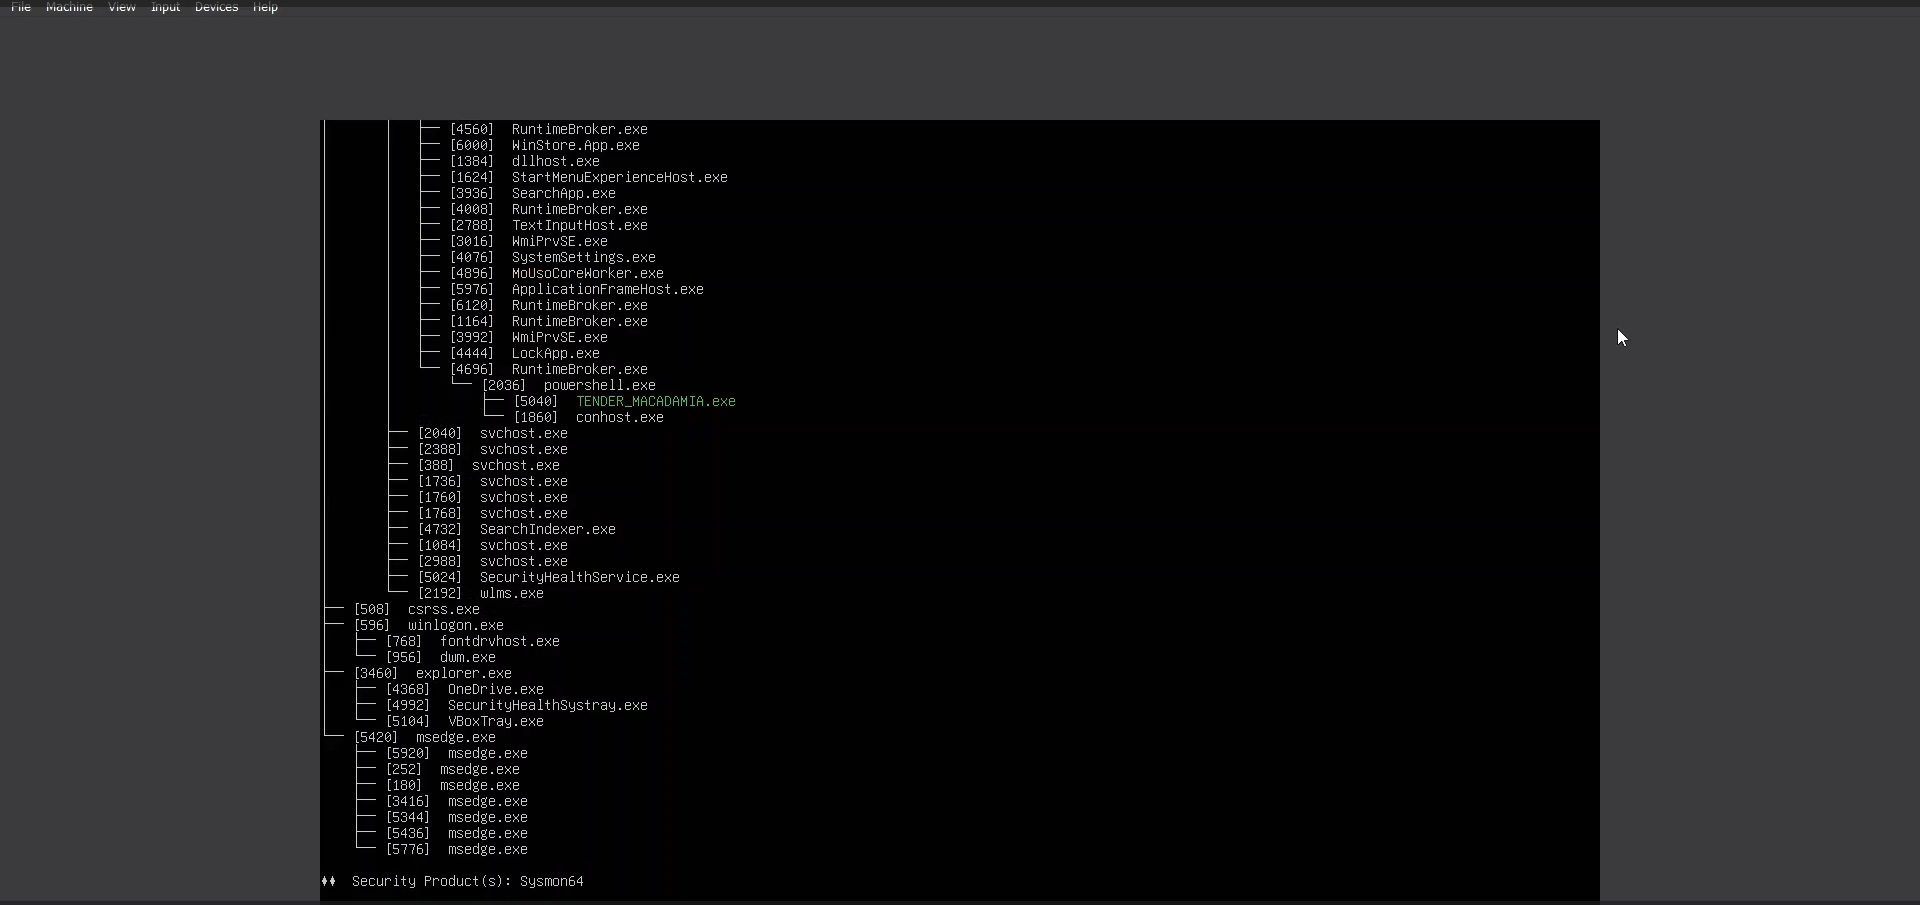 File Machine View Input Devices Help
[4560] RuntimeBroker.exe
[6000] WinStore.App.exe
[1384] dllhost.exe
[1624] StartMenuExperienceHost.exe
[3936] SearchApp.exe
[4008] RuntimeBroker.exe
[2788] TextInputHost.exe
[3016] WmiPrvSE.exe
[4076] SystemSettings.exe
[4896] MoUsoCoreWorker.exe
[5976] ApplicationFrameHost.exe
[6120] RuntimeBroker.exe
[1164] RuntimeBroker.exe
[3992] WmiPrvSE.exe
[4444] LockApp.exe
[4696] RuntimeBroker.exe
[2036] powershell.exe
[5040] TENDER_MACADAMIA.exe
[1860] conhost.exe
[2040] svchost.exe
[2388] svchost.exe
[388] svchost.exe
[1736] svchost.exe
[1760] svchost.exe
[1768] svchost.exe
[4732] SearchIndexer.exe
[1084] svchost.exe
[2988] svchost.exe
[5024] SecurityHealthService.exe
[2192] wlms.exe
[508] csrss.exe
[596] winlogon.exe
[768] fontdrvhost.exe
[956] dwm.exe
[3460] explorer.exe
[4368] OneDrive.exe
[4992] SecurityHealthSystray.exe
[5104] VBoxTray.exe
[5420] msedge.exe
[5920] msedge.exe
[252] msedge.exe
[180] msedge.exe
[3416] msedge.exe
[5344] msedge.exe
[5436] msedge.exe
[5776] msedge.exe
♦♦ Security Product(s): Sysmon64